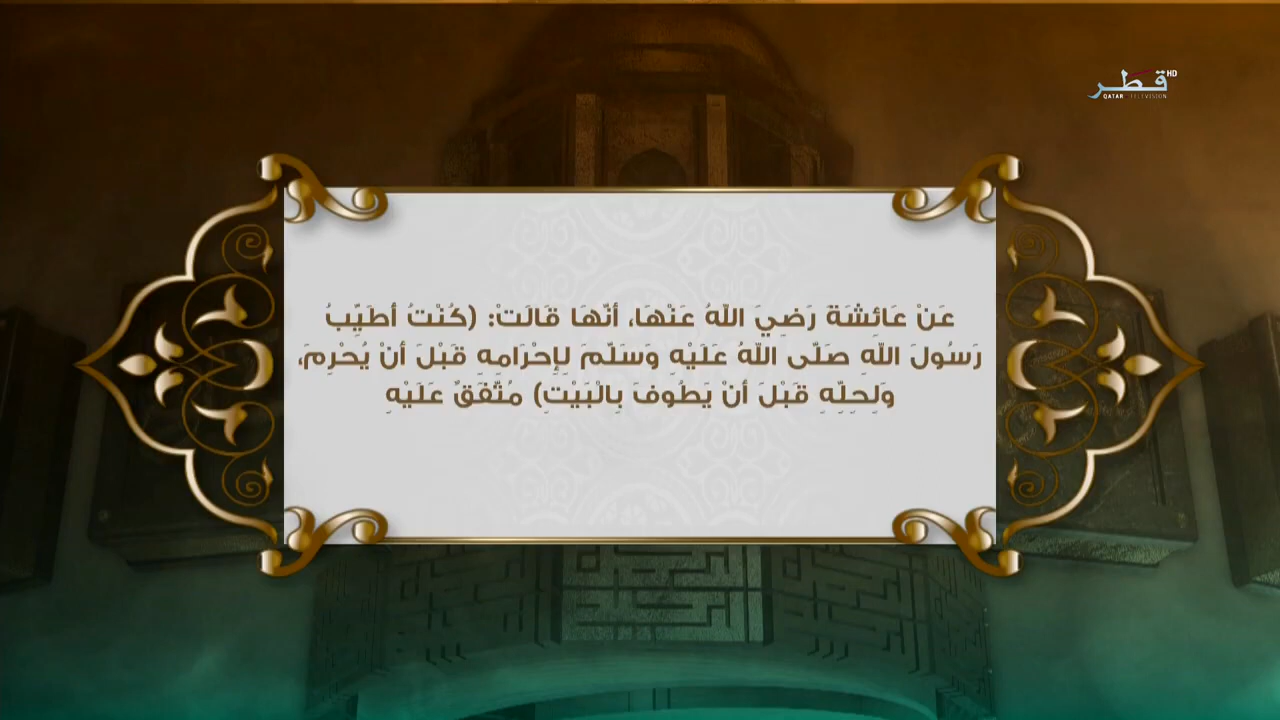 قطر HD
QATAR TELEVISION
عَنْ عَائِشَةَ رَضِيَ اللهُ عَنْهَا، أَنَّهَا قَالَتْ: (كُنْتُ أُطَيِّبُ
رَسُولَ اللهِ صَلَّى اللهُ عَلَيْهِ وَسَلَّمَ لِإِحْرَامِهِ قَبْلَ أَنْ يُحْرِمَ،
وَلِحِلِّهِ قَبْلَ أَنْ يَطُوفَ بِالْبَيْتِ) مُتَّفَقٌ عَلَيْهِ